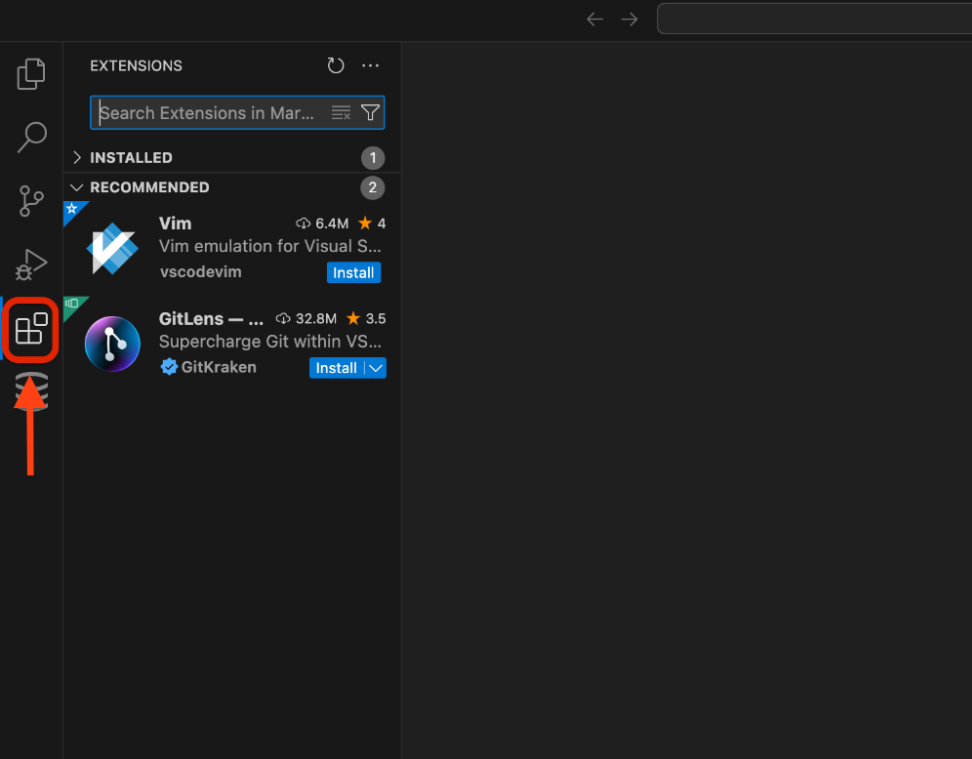 EXTENSIONS
Search Extensions in Mar...
INSTALLED 1
RECOMMENDED 2
Vim 6.4M 4
Vim emulation for Visual S...
vscodevim Install
GitLens — ... 32.8M 3.5
Supercharge Git within VS...
GitKraken Install